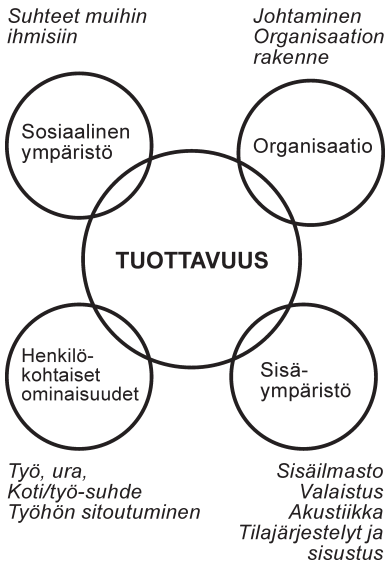 Suhteet muihin
ihmisiin
Johtaminen
Organisaation
rakenne
Sosiaalinen
ympäristö
Organisaatio
TUOTTAVUUS
Henkilö-
kohtaiset
ominaisuudet
Sisä-
ympäristö
Työ, ura,
Koti/työ-suhde
Työhön sitoutuminen
Sisäilmasto
Valaistus
Akustiikka
Tilajärjestelyt ja
sisustus